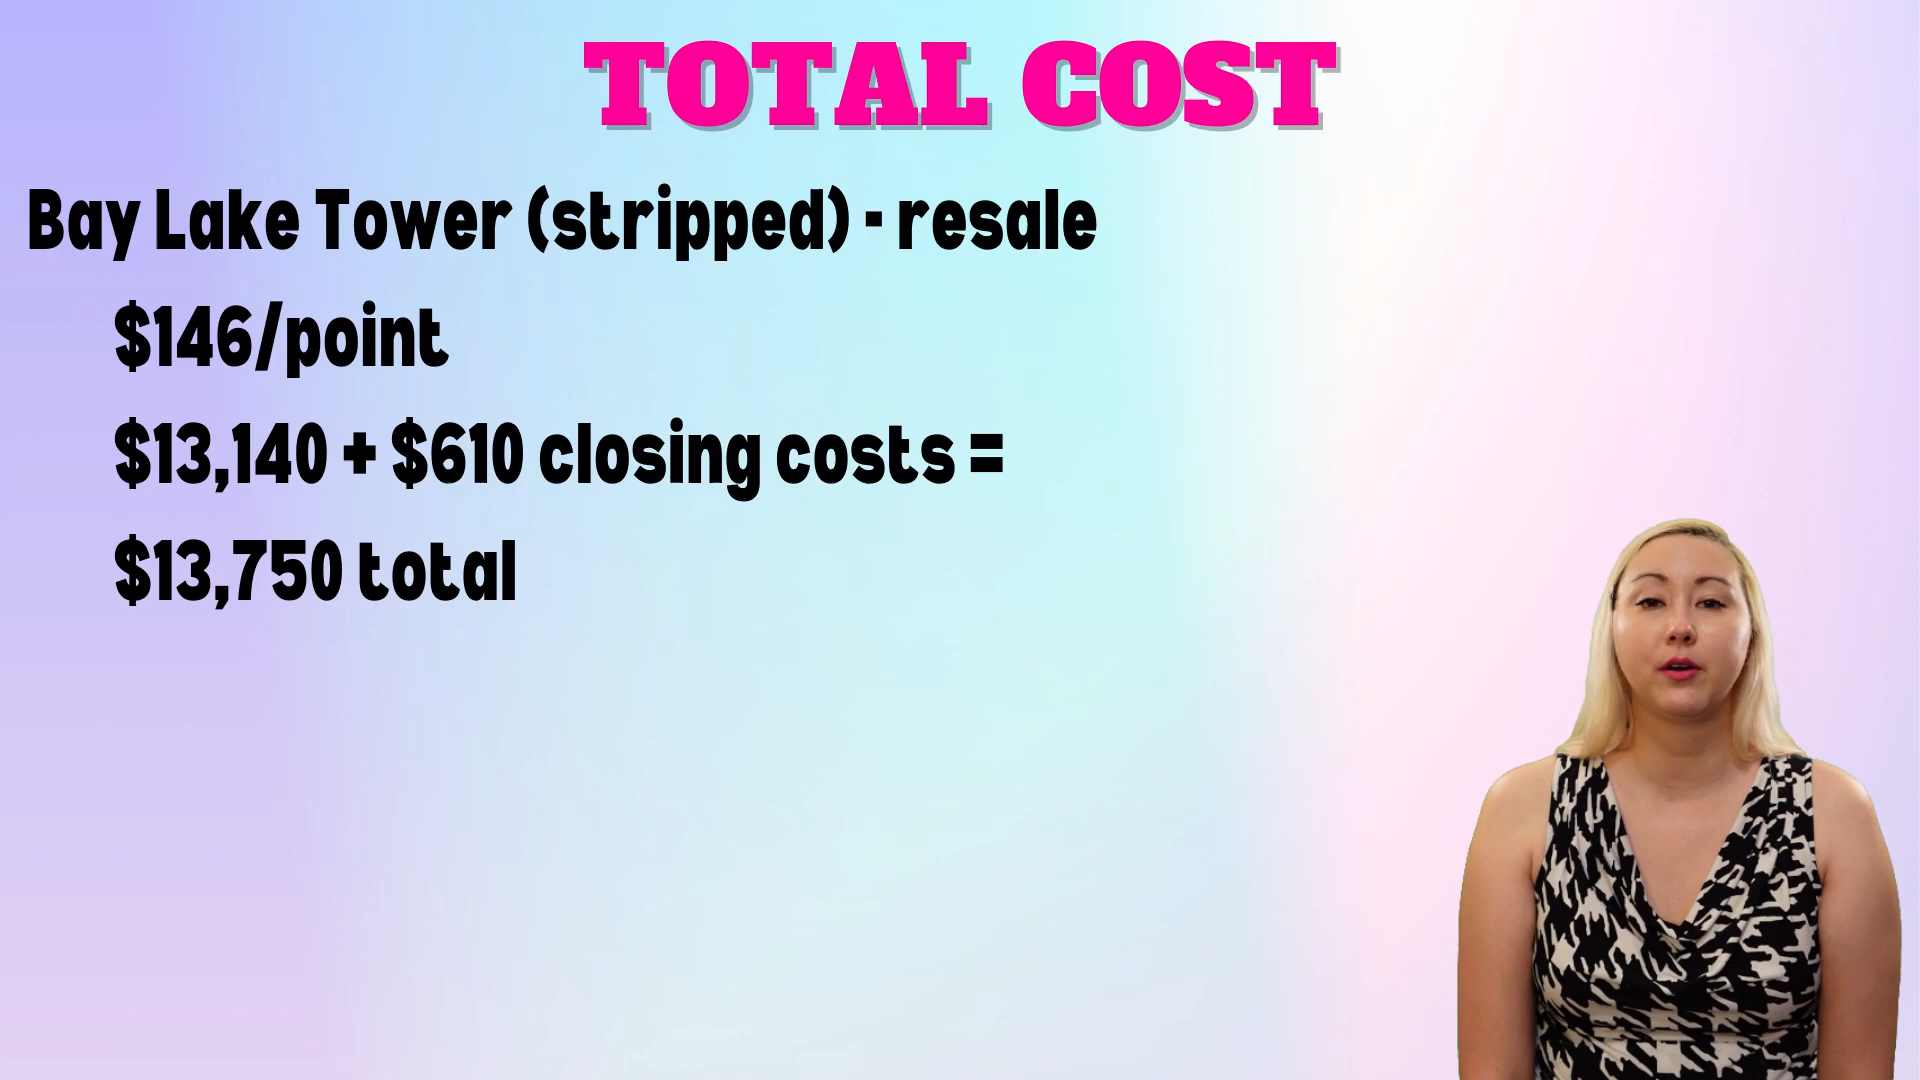 TOTAL COST
Bay Lake Tower (stripped) - resale
$146/point
$13,140 + $610 closing costs =
$13,750 total